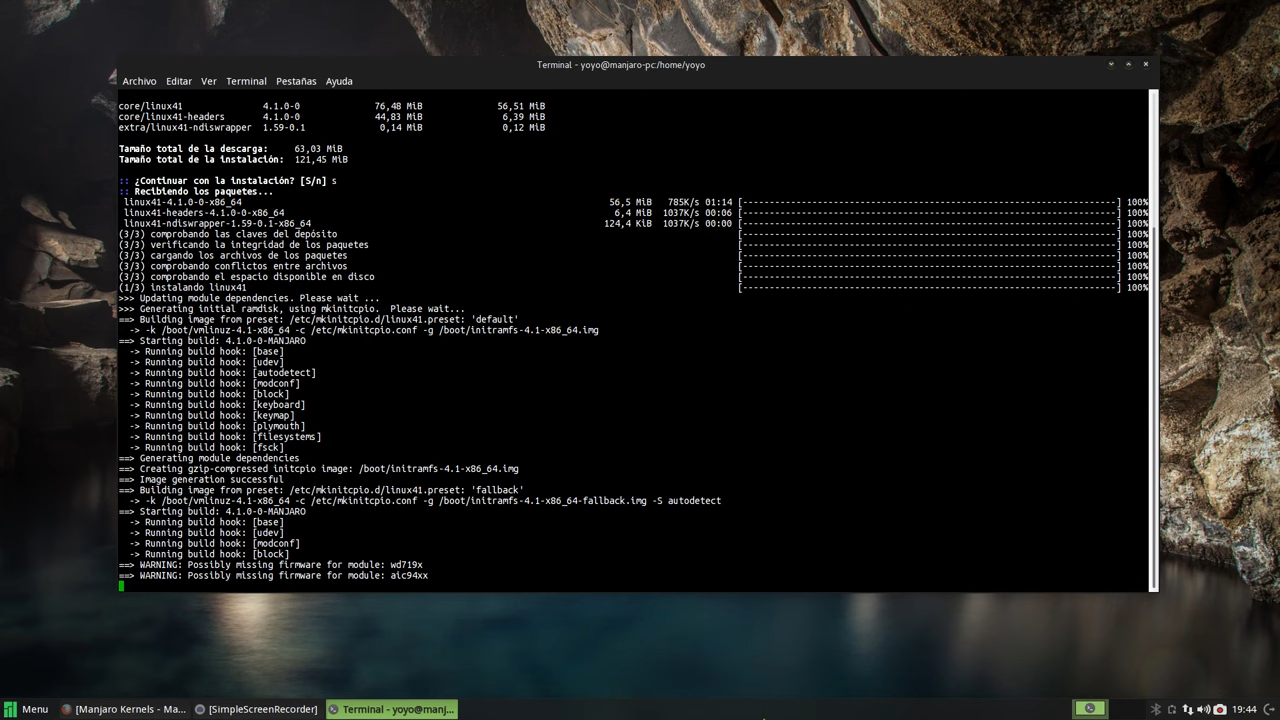 Terminal - yoyo@manjaro-pc:/home/yoyo
Archivo Editar Ver Terminal Pestañas Ayuda
core/linux41 4.1.0-0 76,48 MiB 56,51 MiB
core/linux41-headers 4.1.0-0 44,83 MiB 6,39 MiB
extra/linux41-ndiswrapper 1.59-0.1 0,14 MiB 0,12 MiB
Tamaño total de la descarga: 63,03 MiB
Tamaño total de la instalación: 121,45 MiB
:: ¿Continuar con la instalación? [S/n] s
:: Recibiendo los paquetes...
linux41-4.1.0-0-x86_64 56,5 MiB 785K/s 01:14 [----------------------------------------------------------------------] 100%
linux41-headers-4.1.0-0-x86_64 6,4 MiB 1037K/s 00:06 [----------------------------------------------------------------------] 100%
linux41-ndiswrapper-1.59-0.1-x86_64 124,4 KiB 1037K/s 00:00 [----------------------------------------------------------------------] 100%
(3/3) comprobando las claves del depósito [----------------------------------------------------------------------] 100%
(3/3) verificando la integridad de los paquetes [----------------------------------------------------------------------] 100%
(3/3) cargando los archivos de los paquetes [----------------------------------------------------------------------] 100%
(3/3) comprobando conflictos entre archivos [----------------------------------------------------------------------] 100%
(3/3) comprobando el espacio disponible en disco [----------------------------------------------------------------------] 100%
(1/3) instalando linux41 [----------------------------------------------------------------------] 100%
>>> Updating module dependencies. Please wait ...
>>> Generating initial ramdisk, using mkinitcpio. Please wait...
==> Building image from preset: /etc/mkinitcpio.d/linux41.preset: 'default'
-> -k /boot/vmlinuz-4.1-x86_64 -c /etc/mkinitcpio.conf -g /boot/initramfs-4.1-x86_64.img
==> Starting build: 4.1.0-0-MANJARO
-> Running build hook: [base]
-> Running build hook: [udev]
-> Running build hook: [autodetect]
-> Running build hook: [modconf]
-> Running build hook: [block]
-> Running build hook: [keyboard]
-> Running build hook: [keymap]
-> Running build hook: [plymouth]
-> Running build hook: [filesystems]
-> Running build hook: [fsck]
==> Generating module dependencies
==> Creating gzip-compressed initcpio image: /boot/initramfs-4.1-x86_64.img
==> Image generation successful
==> Building image from preset: /etc/mkinitcpio.d/linux41.preset: 'fallback'
-> -k /boot/vmlinuz-4.1-x86_64 -c /etc/mkinitcpio.conf -g /boot/initramfs-4.1-x86_64-fallback.img -S autodetect
==> Starting build: 4.1.0-0-MANJARO
-> Running build hook: [base]
-> Running build hook: [udev]
-> Running build hook: [modconf]
-> Running build hook: [block]
==> WARNING: Possibly missing firmware for module: wd719x
==> WARNING: Possibly missing firmware for module: aic94xx
Menu [Manjaro Kernels - Ma... [SimpleScreenRecorder] Terminal - yoyo@manj... 19:44